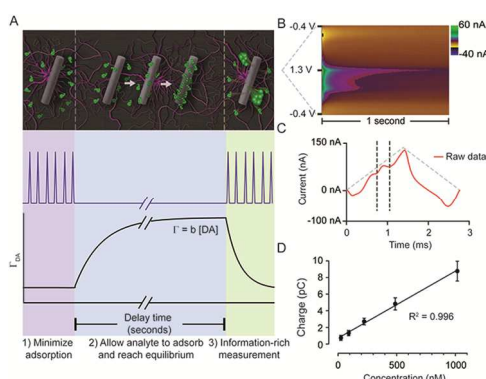 A
Γ = b [DA]
Γ DA
Delay time
(seconds)
1) Minimize
adsorption
2) Allow analyte to adsorb
and reach equilibrium
3) Information-rich
measurement
B
-0.4 V
1.3 V
-0.4 V
60 nA
-40 nA
1 second
C
150 nA
0 nA
-100 nA
Current (nA)
Raw data
0
1
2
3
Time (ms)
D
10
8
6
4
2
0
Charge (pC)
R² = 0.996
0
500
1000
Concentration (nM)